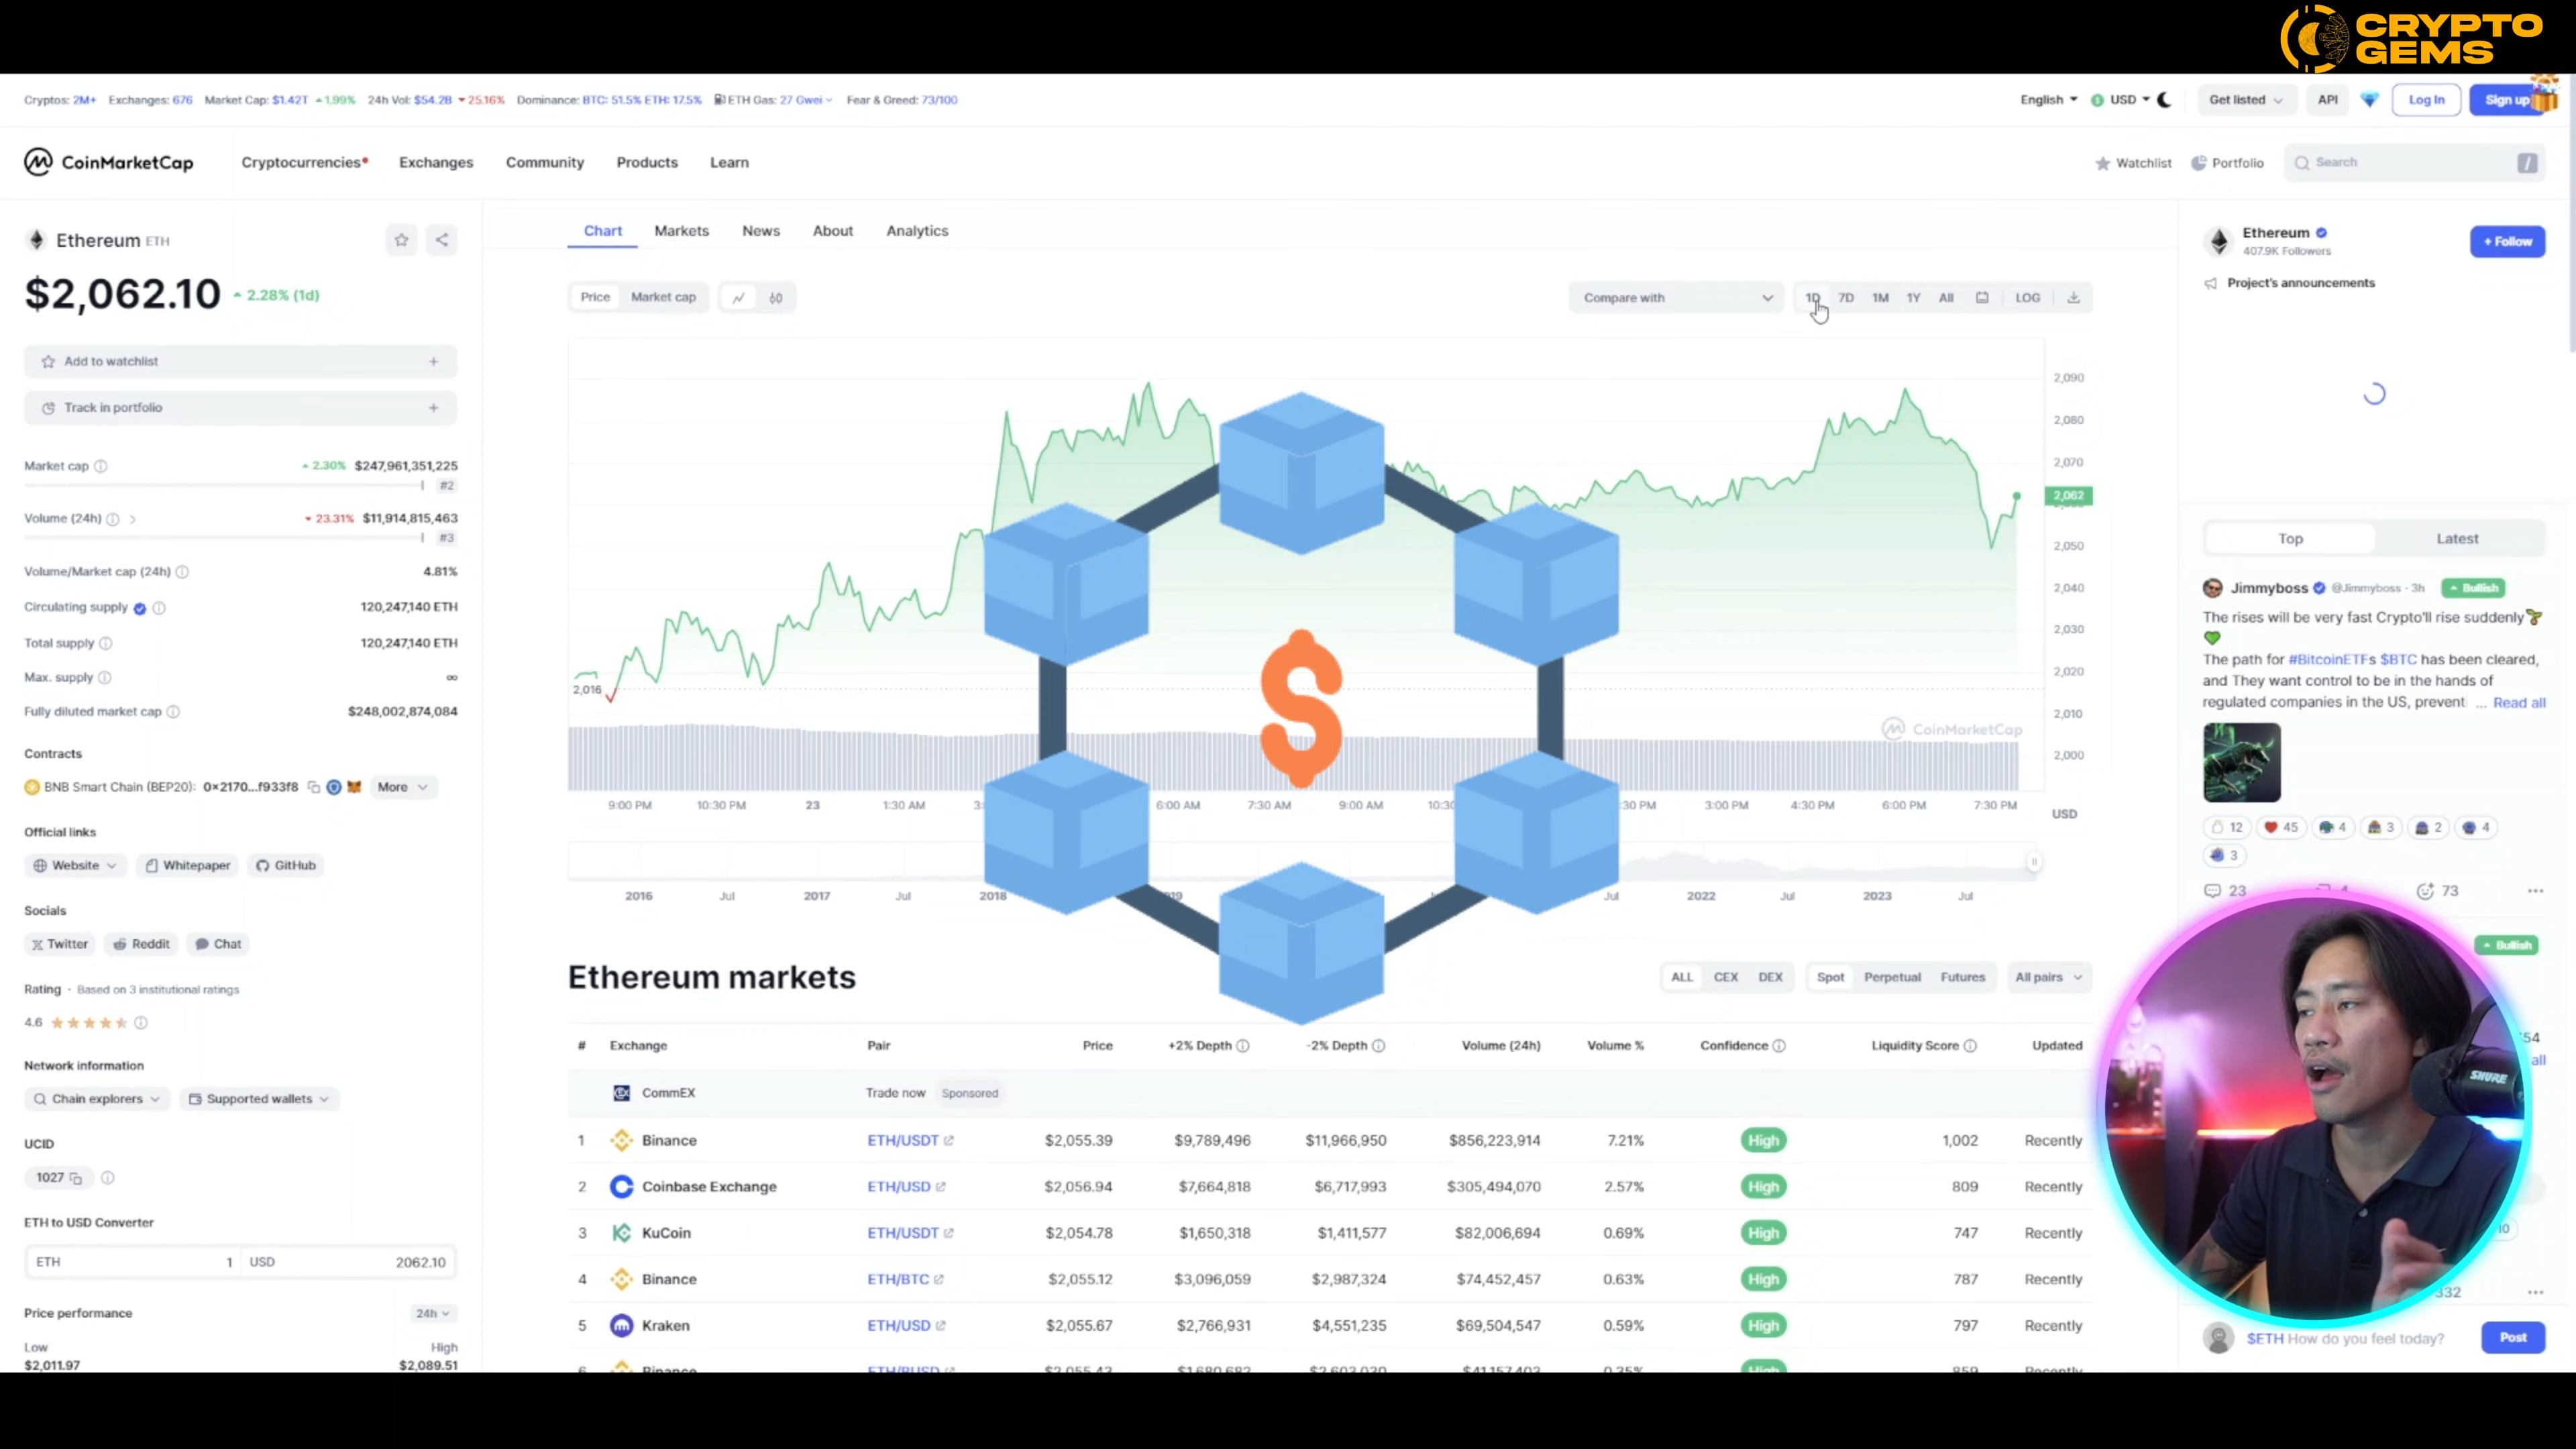 CRYPTO
GEMS
Cryptos: 2M+ Exchanges: 676 Market Cap: $1.42T 1.99% 24h Vol: $54.2B 25.16% Dominance: BTC: 51.5% ETH: 17.5% ETH Gas: 27 Gwei Fear & Greed: 73/100
English USD Get listed API Log In Sign up
CoinMarketCap Cryptocurrencies Exchanges Community Products Learn
Watchlist Portfolio Search /
Ethereum ETH
$2,062.10 2.28% (1d)
Add to watchlist +
Track in portfolio +
Market cap 2.30% $247,961,351,225
#2
Volume (24h) 23.31% $11,914,815,463
#3
Volume/Market cap (24h) 4.81%
Circulating supply 120,247,140 ETH
Total supply 120,247,140 ETH
Max. supply ∞
Fully diluted market cap $248,002,874,084
Contracts
BNB Smart Chain (BEP20): 0x2170...f933f8 More
Official links
Website Whitepaper GitHub
Socials
Twitter Reddit Chat
Rating · Based on 3 institutional ratings
4.6
Network information
Chain explorers Supported wallets
UCID
1027
ETH to USD Converter
ETH 1 USD 2062.10
Price performance 24h
Low High
$2,011.97 $2,089.51
Chart Markets News About Analytics
Price Market cap
Compare with 1D 7D 1M 1Y All LOG
2,090
2,080
2,070
2,062
2,050
2,040
2,030
2,020
2,016
2,010
CoinMarketCap
2,000
9:00 PM 10:30 PM 23 1:30 AM 6:00 AM 7:30 AM 9:00 AM 3:00 PM 4:30 PM 6:00 PM 7:30 PM
USD
2016 Jul 2017 Jul 2018 Jul 2022 Jul 2023 Jul
$
Ethereum markets
ALL CEX DEX Spot Perpetual Futures All pairs
# Exchange Pair Price +2% Depth -2% Depth Volume (24h) Volume % Confidence Liquidity Score Updated
CommEX Trade now Sponsored
1 Binance ETH/USDT $2,055.39 $9,789,496 $11,966,950 $856,223,914 7.21% High 1,002 Recently
2 Coinbase Exchange ETH/USD $2,056.94 $7,664,818 $6,717,993 $305,494,070 2.57% High 809 Recently
3 KuCoin ETH/USDT $2,054.78 $1,650,318 $1,411,577 $82,006,694 0.69% High 747 Recently
4 Binance ETH/BTC $2,055.12 $3,096,059 $2,987,324 $74,452,457 0.63% High 787 Recently
5 Kraken ETH/USD $2,055.67 $2,766,931 $4,551,235 $69,504,547 0.59% High 797 Recently
6 Binance ETH/BUSD $2,055.43 High 859 Recently
Ethereum
407.9K Followers
+ Follow
Project's announcements
Top Latest
Jimmyboss @Jimmyboss · 3h Bullish
The rises will be very fast Crypto'll rise suddenly
The path for #BitcoinETFs $BTC has been cleared,
and They want control to be in the hands of
regulated companies in the US, prevent ... Read all
12 45 4 3 2 4
3
23 4 73
Bullish
SHURE
332
$ETH How do you feel today? Post